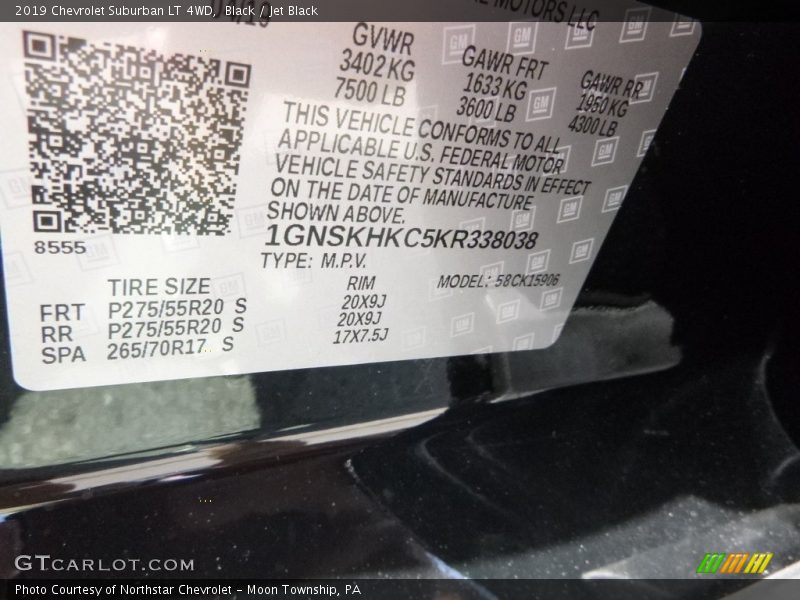 2019 Chevrolet Suburban LT 4WD, Black / Jet Black
MOTORS LLC
GVWR
3402 KG
7500 LB
GAWR FRT
1633 KG
3600 LB
GAWR RR
1950 KG
4300 LB
THIS VEHICLE CONFORMS TO ALL
APPLICABLE U.S. FEDERAL MOTOR
VEHICLE SAFETY STANDARDS IN EFFECT
ON THE DATE OF MANUFACTURE
SHOWN ABOVE.
8555
1GNSKHKC5KR338038
TYPE: M.P.V.
MODEL: 58CK15906
TIRE SIZE
RIM
FRT P275/55R20 S 20X9J
RR P275/55R20 S 20X9J
SPA 265/70R17 S 17X7.5J
GTCARLOT.COM
Photo Courtesy of Northstar Chevrolet - Moon Township, PA